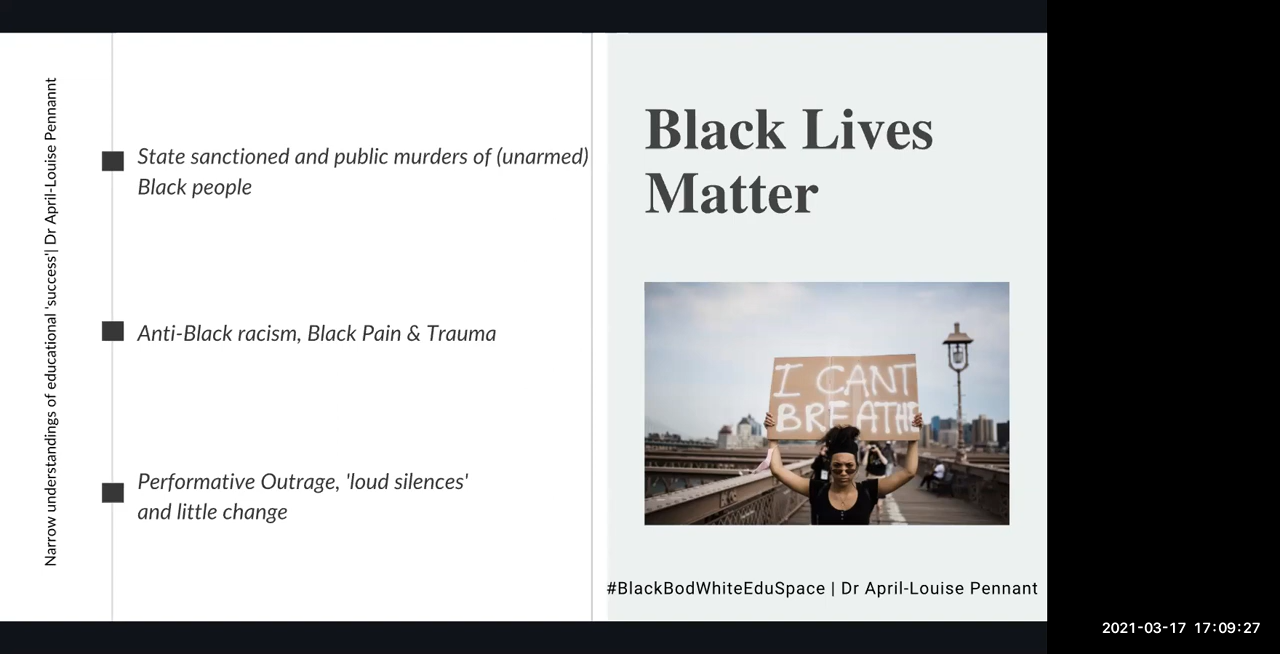 Narrow understandings of educational 'success'| Dr April-Louise Pennannt
State sanctioned and public murders of (unarmed)
Black people
Anti-Black racism, Black Pain & Trauma
Performative Outrage, 'loud silences'
and little change
Black Lives
Matter
I CANT
BREATHE
#BlackBodWhiteEduSpace | Dr April-Louise Pennant
2021-03-17 17:09:27